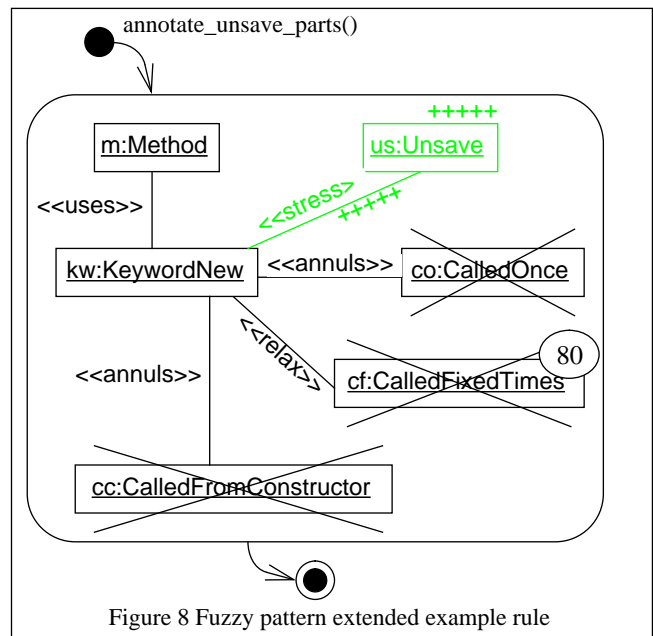 annotate_unsave_parts()
+++++
m:Method
us:Unsave
<<uses>>
<<stress>
+++++
kw:KeywordNew
<<annuls>>
co:CalledOnce
<<relax>>
80
<<annuls>>
cf:CalledFixedTimes
cc:CalledFromConstructor
Figure 8 Fuzzy pattern extended example rule